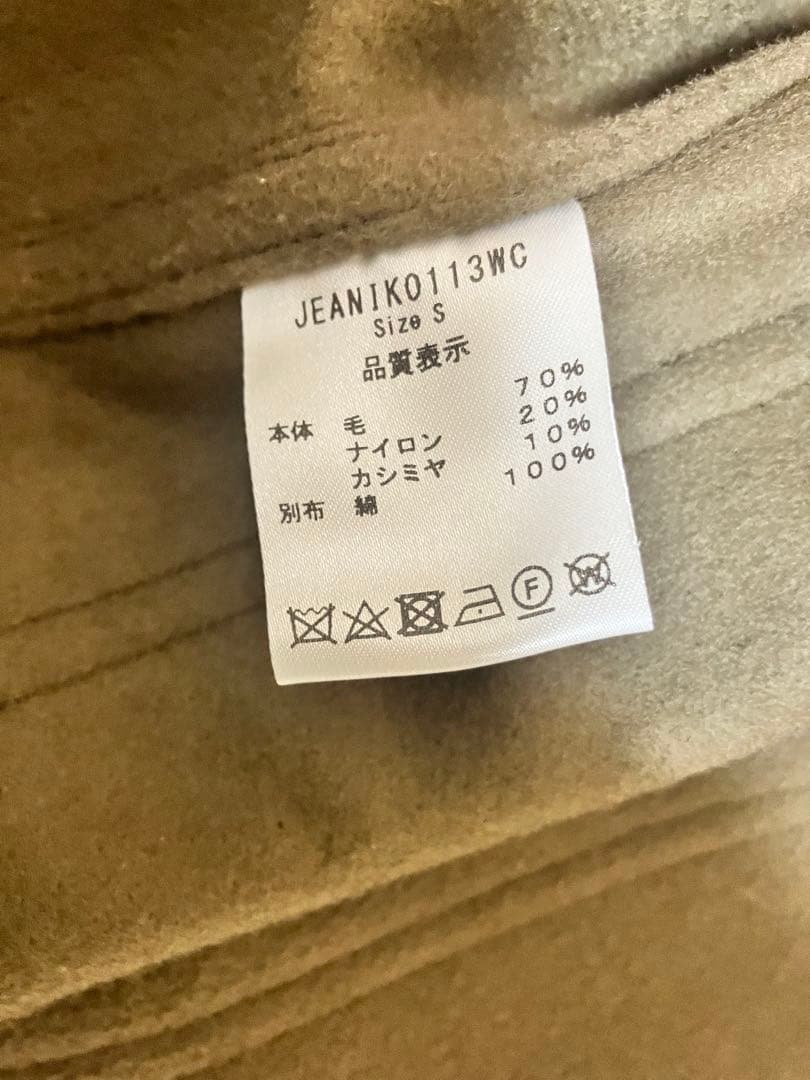 JEANIKO113WC
Size S
品質表示
本体 毛 70%
ナイロン 20%
カシミヤ 10%
別布 綿 100%
F W